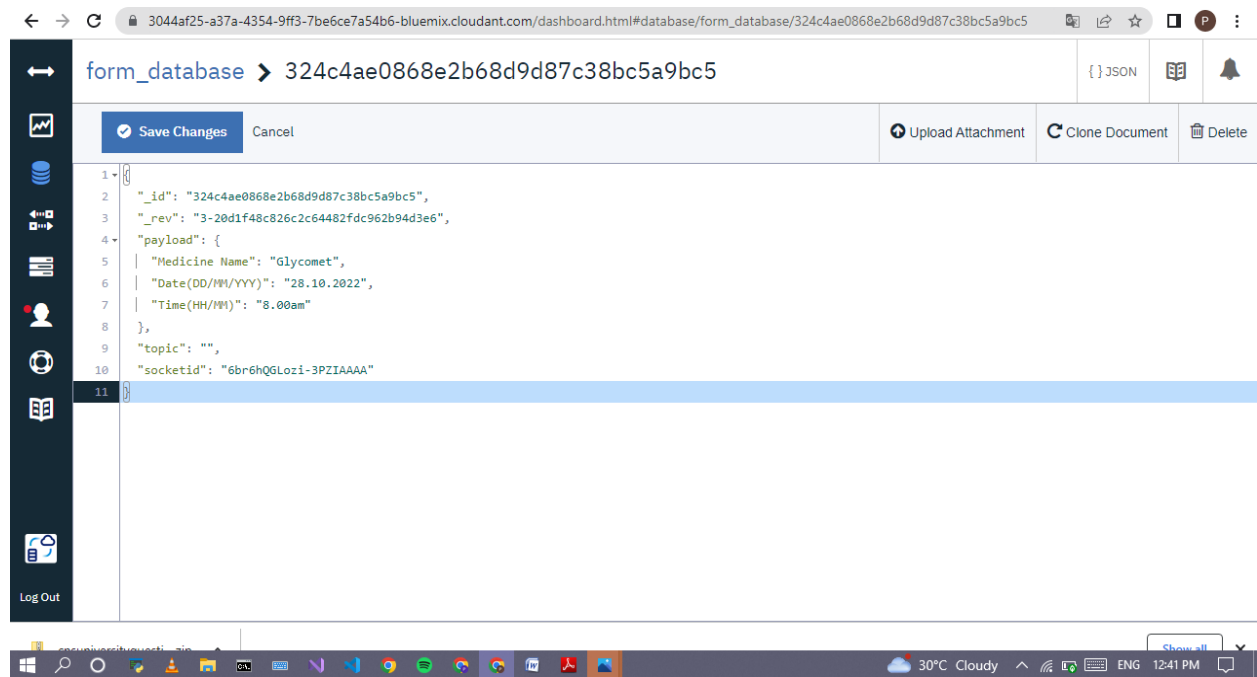 3044af25-a37a-4354-9ff3-7be6ce7a54b6-bluemix.cloudant.com/dashboard.html#database/form_database/324c4ae0868e2b68d9d87c38bc5a9bc5
P
form_database > 324c4ae0868e2b68d9d87c38bc5a9bc5
{ } JSON
Save Changes Cancel Upload Attachment Clone Document Delete
1 {
2 "_id": "324c4ae0868e2b68d9d87c38bc5a9bc5",
3 "_rev": "3-20d1f48c826c2c64482fdc962b94d3e6",
4 "payload": {
5 "Medicine Name": "Glycomet",
6 "Date(DD/MM/YYY)": "28.10.2022",
7 "Time(HH/MM)": "8.00am"
8 },
9 "topic": "",
10 "socketid": "6br6hQGLozi-3PZIAAAA"
11 }
Log Out
Show all
30°C Cloudy ENG 12:41 PM